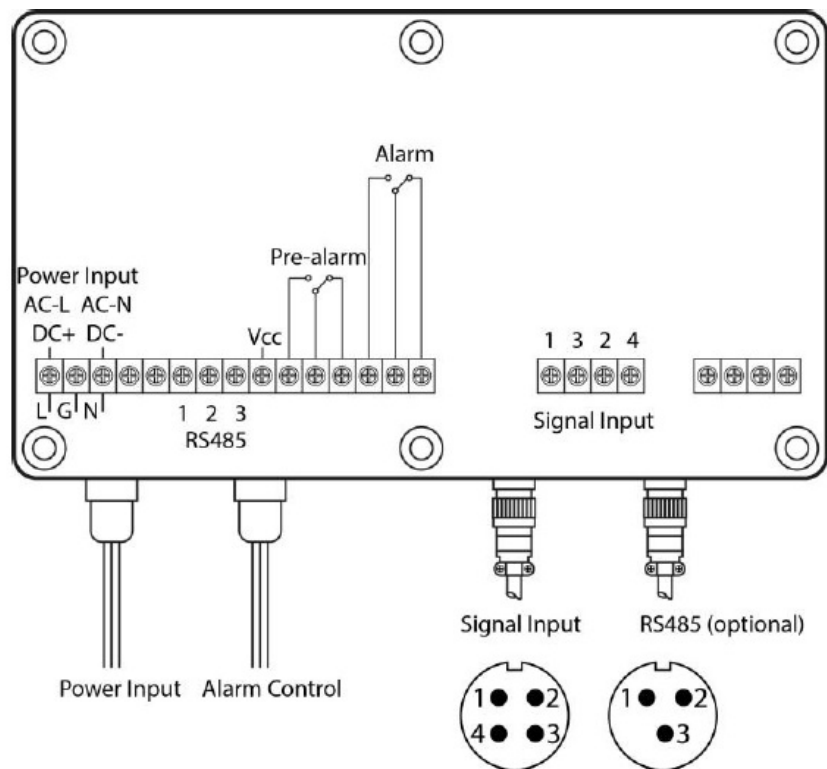 Alarm
Pre-alarm
Power Input
AC-L AC-N
DC+ DC-
Vcc
1 3 2 4
L G N
1 2 3
RS485
Signal Input
Power Input
Alarm Control
Signal Input
RS485 (optional)
1 2
4 3
1 2
3